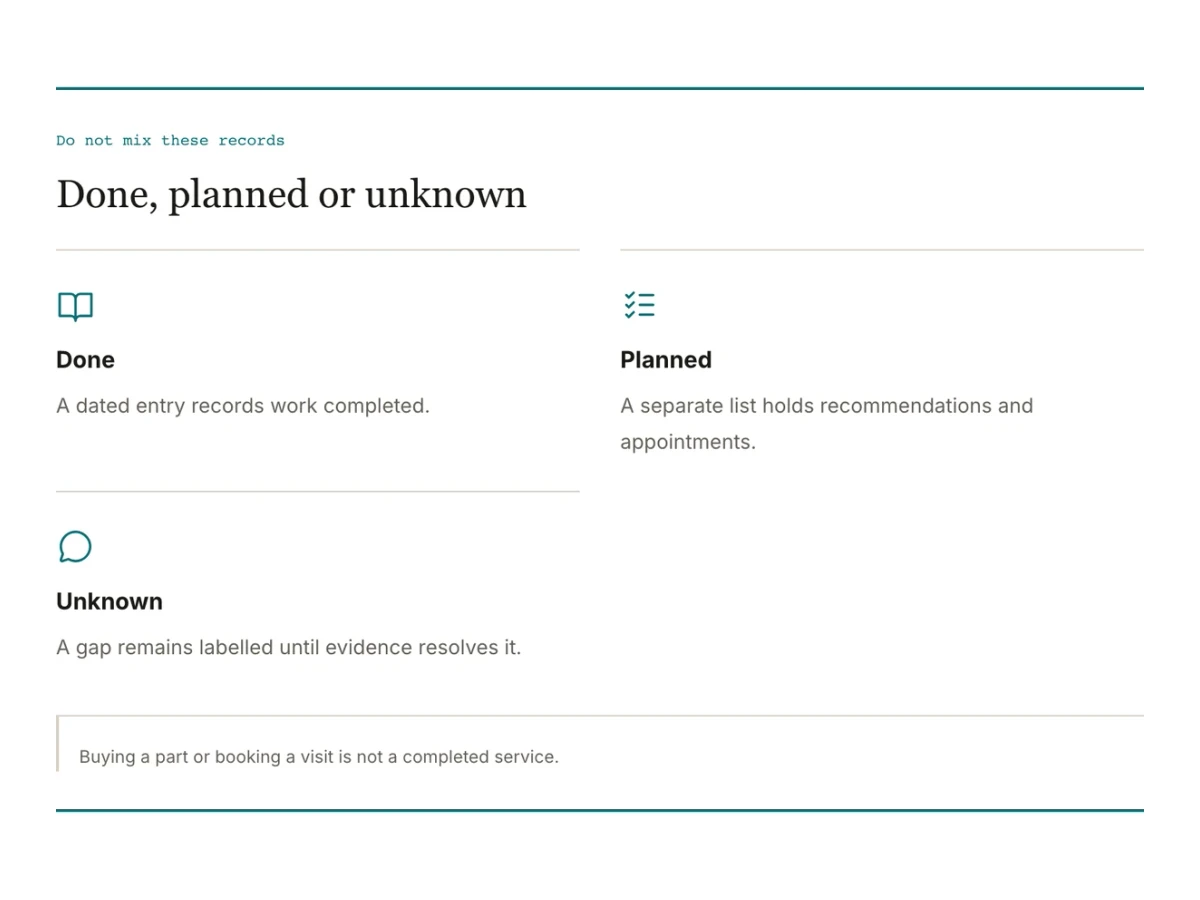 Do not mix these records
Done, planned or unknown
Done
A dated entry records work completed.
Planned
A separate list holds recommendations and
appointments.
Unknown
A gap remains labelled until evidence resolves it.
Buying a part or booking a visit is not a completed service.